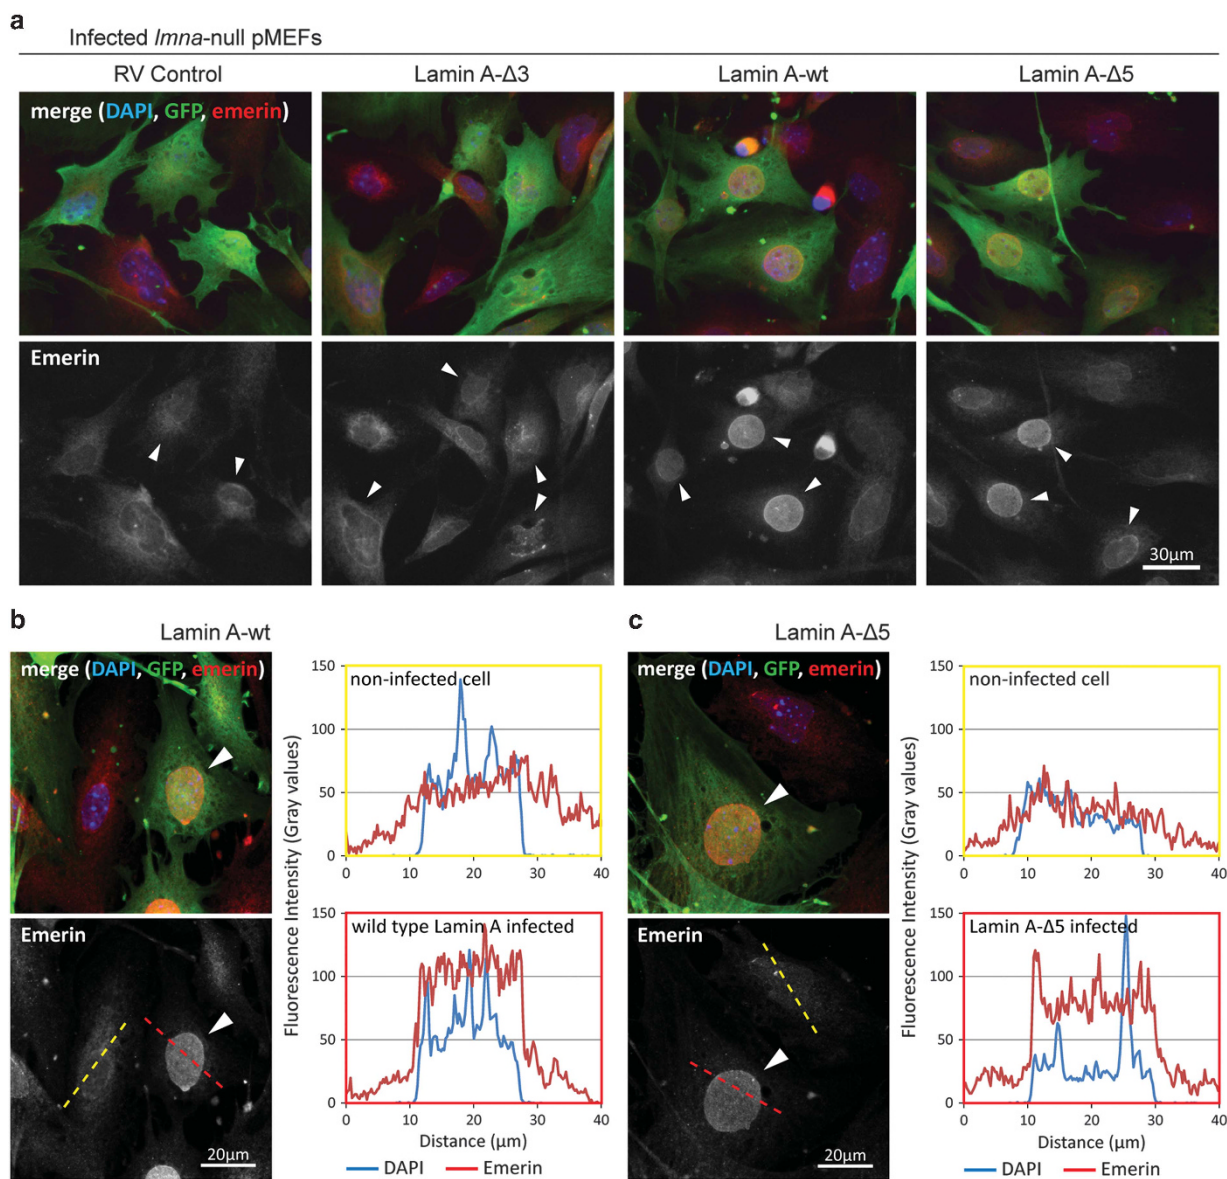 a
Infected lmna-null pMEFs
RV Control
Lamin A-Δ3
Lamin A-wt
Lamin A-Δ5
merge (DAPI, GFP, emerin)
Emerin
30μm
b
Lamin A-wt
merge (DAPI, GFP, emerin)
Emerin
20μm
Fluorescence Intensity (Gray values)
150
100
50
0
non-infected cell
0 10 20 30 40
150
100
50
0
wild type Lamin A infected
0 10 20 30 40
Distance (μm)
DAPI Emerin
c
Lamin A-Δ5
merge (DAPI, GFP, emerin)
Emerin
20μm
Fluorescence Intensity (Gray values)
150
100
50
0
non-infected cell
0 10 20 30 40
150
100
50
0
Lamin A-Δ5 infected
0 10 20 30 40
Distance (μm)
DAPI Emerin